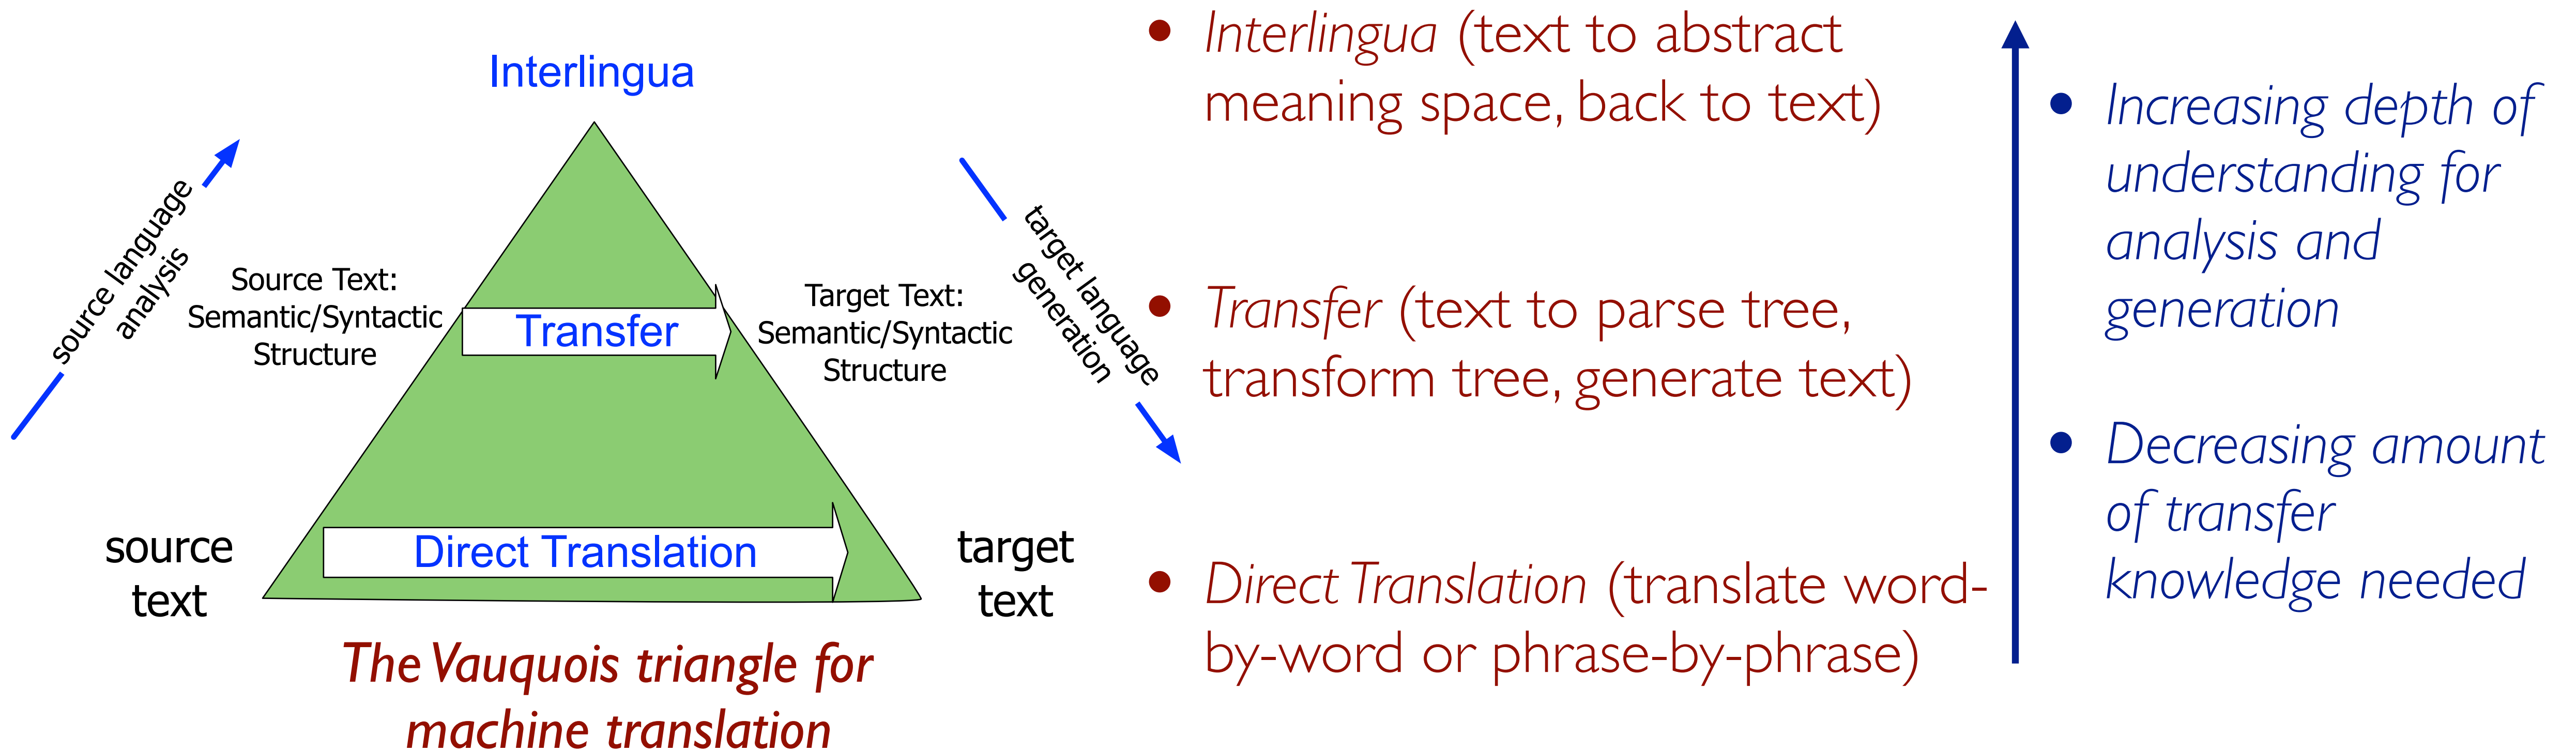 Interlingua
source language
analysis
Source Text:
Semantic/Syntactic
Structure
Transfer
Target Text:
Semantic/Syntactic
Structure
target language
generation
source
text
Direct Translation
target
text
The Vauquois triangle for
machine translation
• Interlingua (text to abstract
meaning space, back to text)
• Transfer (text to parse tree,
transform tree, generate text)
• Direct Translation (translate word-
by-word or phrase-by-phrase)
• Increasing depth of
understanding for
analysis and
generation
• Decreasing amount
of transfer
knowledge needed